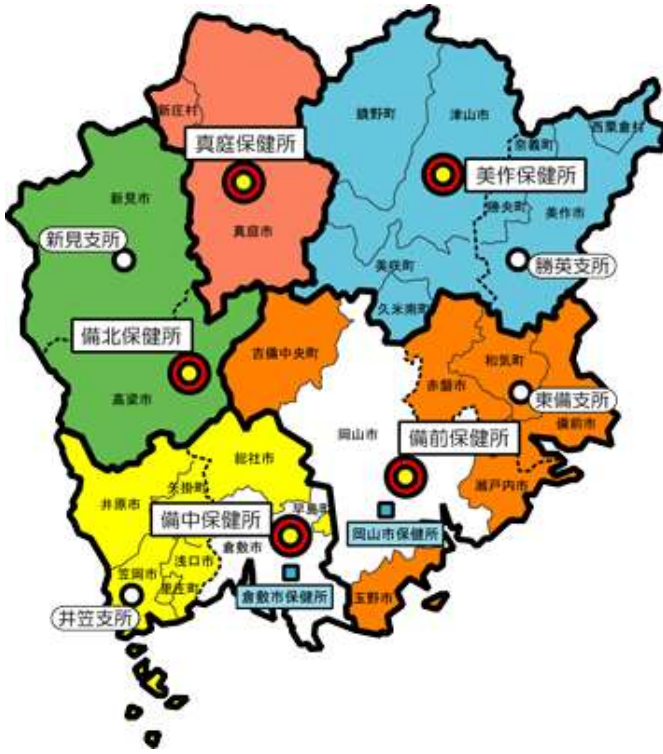 新庄村
真庭保健所
真庭市
鏡野町
津山市
西粟倉村
奈義町
美作保健所
勝央町
美作市
勝英支所
美咲町
久米南町
新見市
新見支所
備北保健所
高梁市
吉備中央町
和気町
赤磐市
東備支所
備前市
岡山市
備前保健所
瀬戸内市
岡山市保健所
玉野市
総社市
矢掛町
井原市
早島町
備中保健所
倉敷市
浅口市
笠岡市
里庄町
倉敷市保健所
井笠支所